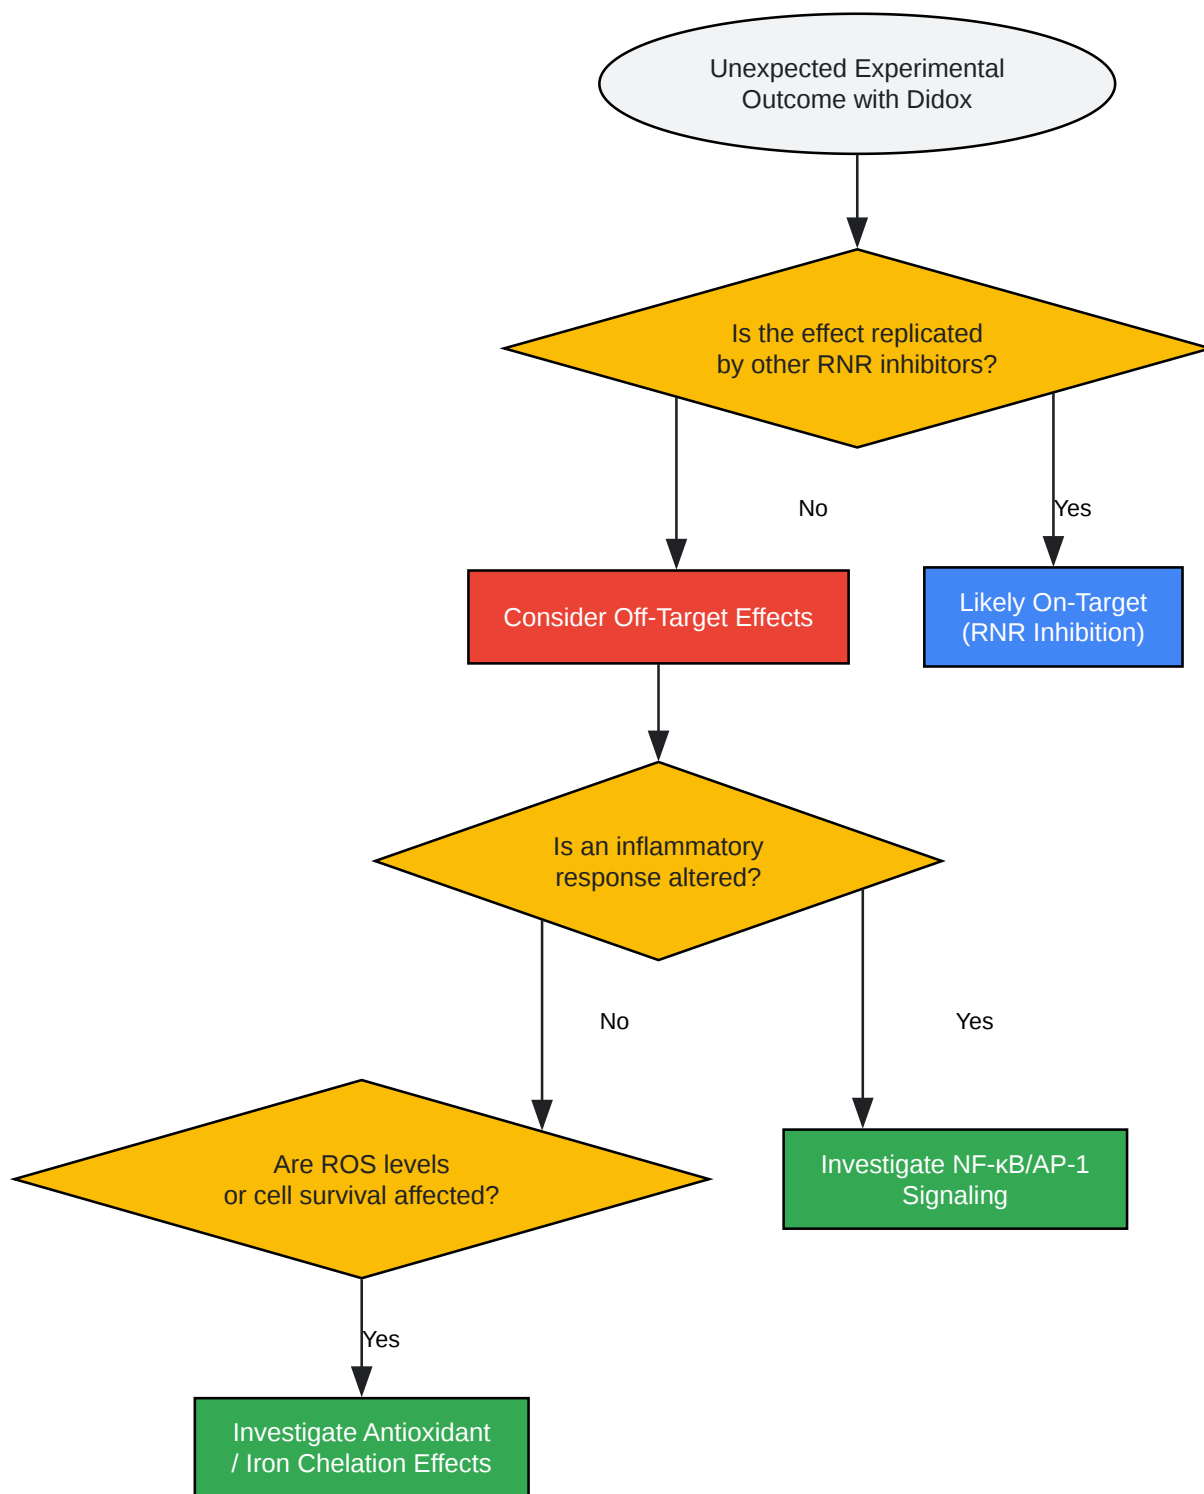 Unexpected Experimental
Outcome with Didox
Is the effect replicated
by other RNR inhibitors?
No
Yes
Consider Off-Target Effects
Likely On-Target
(RNR Inhibition)
Is an inflammatory
response altered?
No
Yes
Are ROS levels
or cell survival affected?
Investigate NF-κB/AP-1
Signaling
Yes
Investigate Antioxidant
/ Iron Chelation Effects